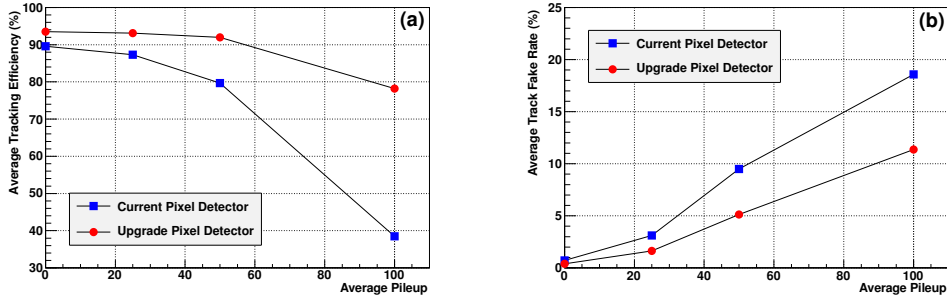 Average Tracking Efficiency (%)
100
90
80
70
60
50
40
30
(a)
Current Pixel Detector
Upgrade Pixel Detector
0 20 40 60 80 100
Average Pileup
Average Track Fake Rate (%)
25
20
15
10
5
0
(b)
Current Pixel Detector
Upgrade Pixel Detector
0 20 40 60 80 100
Average Pileup